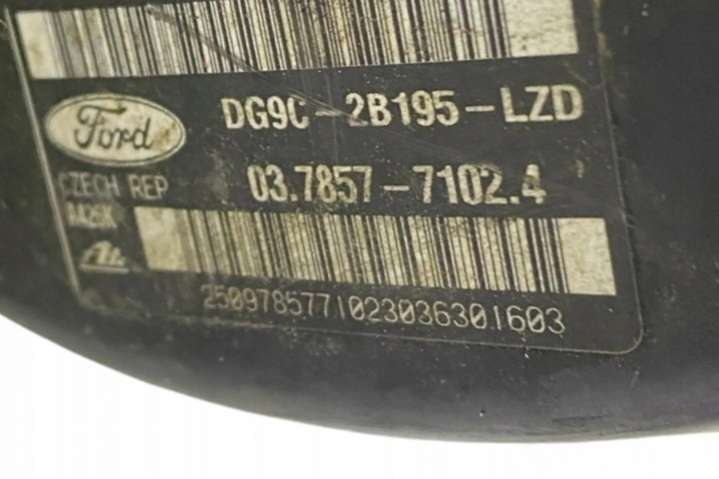 Ford
DG9C-2B195-LZD
CZECH REP
03.7857-7102.4
2509785771023036301603